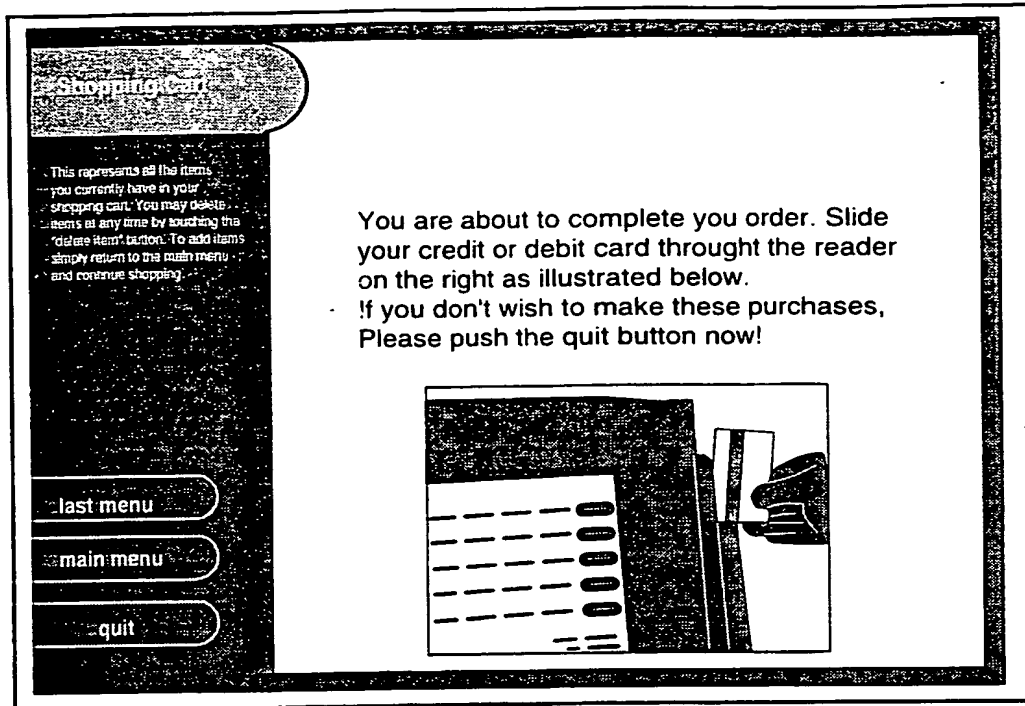 Shopping Cart
This represents all the items
you currently have in your
shopping cart. You may delete
items at any time by touching the
"delete item" button. To add items
simply return to the main menu
and continue shopping.
You are about to complete you order. Slide
your credit or debit card throught the reader
on the right as illustrated below.
If you don't wish to make these purchases,
Please push the quit button now!
last menu
main menu
quit